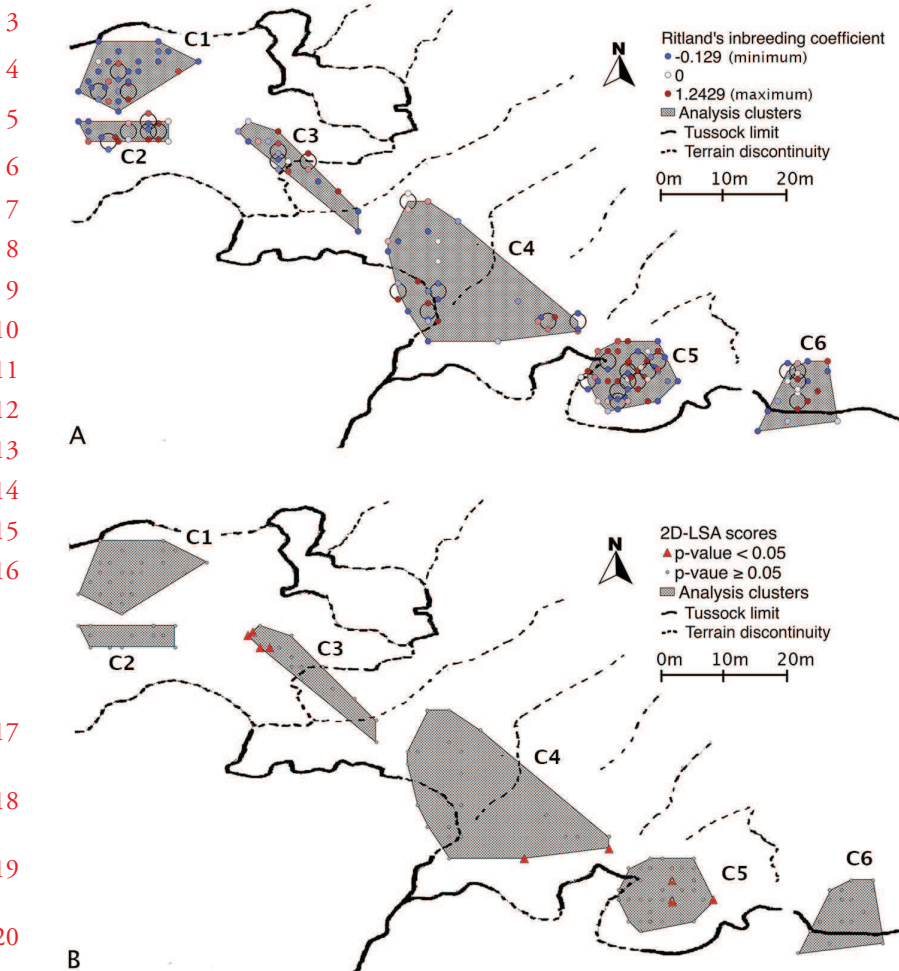 3
4
5
6
7
8
9
10
11
12
13
14
15
16
17
18
19
20
C1
C2
C3
C4
C5
C6
N
Ritland's inbreeding coefficient
-0.129 (minimum)
0
1.2429 (maximum)
Analysis clusters
Tussock limit
Terrain discontinuity
0m 10m 20m
A
C1
C2
C3
C4
C5
C6
N
2D-LSA scores
p-value < 0.05
p-vaue ≥ 0.05
Analysis clusters
Tussock limit
Terrain discontinuity
0m 10m 20m
B